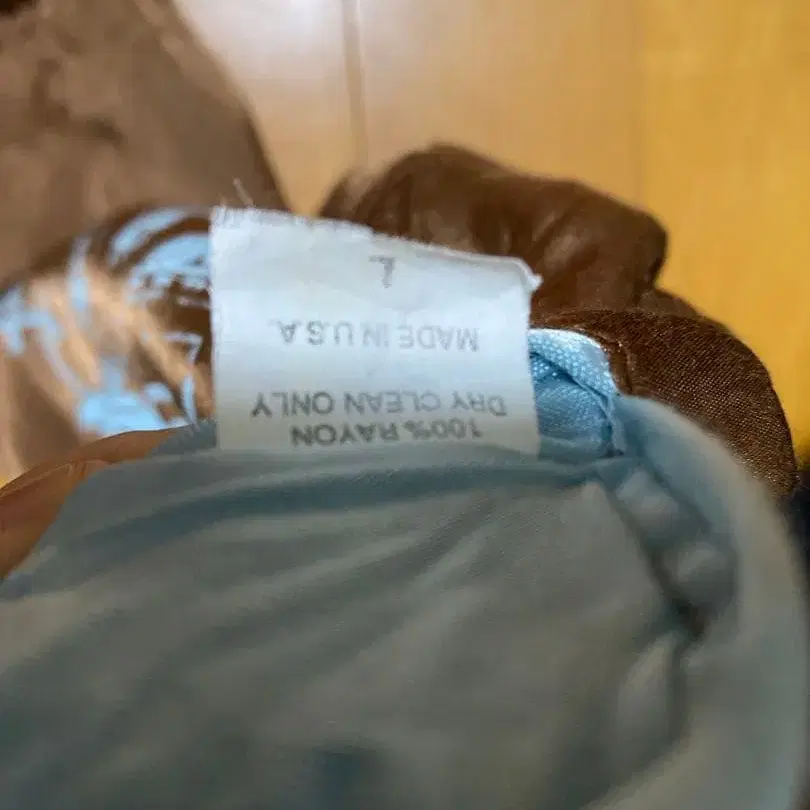 100% RAYON
DRY CLEAN ONLY
MADE IN U.S.A.
L